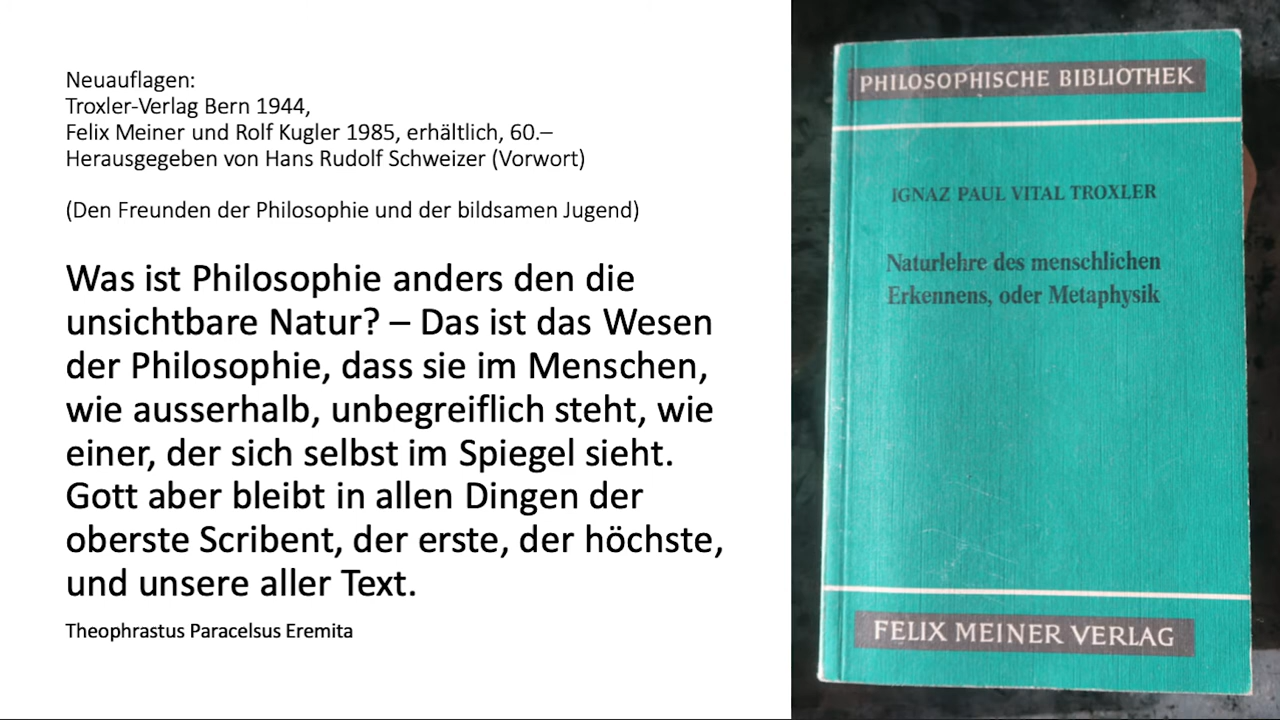 Neuauflagen:
Troxler-Verlag Bern 1944,
Felix Meiner und Rolf Kugler 1985, erhältlich, 60.–
Herausgegeben von Hans Rudolf Schweizer (Vorwort)
(Den Freunden der Philosophie und der bildsamen Jugend)
Was ist Philosophie anders den die
unsichtbare Natur? – Das ist das Wesen
der Philosophie, dass sie im Menschen,
wie ausserhalb, unbegreiflich steht, wie
einer, der sich selbst im Spiegel sieht.
Gott aber bleibt in allen Dingen der
oberste Scribent, der erste, der höchste,
und unsere aller Text.
Theophrastus Paracelsus Eremita
PHILOSOPHISCHE BIBLIOTHEK
IGNAZ PAUL VITAL TROXLER
Naturlehre des menschlichen
Erkennens, oder Metaphysik
FELIX MEINER VERLAG